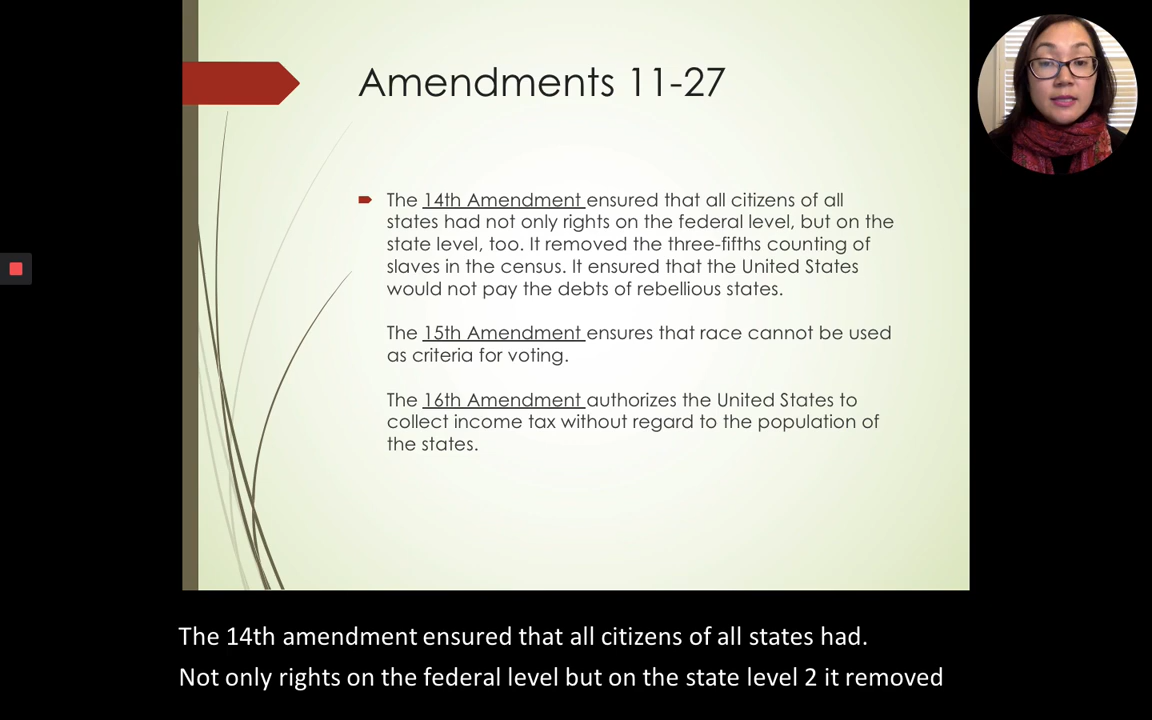 Amendments 11-27
The 14th Amendment ensured that all citizens of all
states had not only rights on the federal level, but on the
state level, too. It removed the three-fifths counting of
slaves in the census. It ensured that the United States
would not pay the debts of rebellious states.
The 15th Amendment ensures that race cannot be used
as criteria for voting.
The 16th Amendment authorizes the United States to
collect income tax without regard to the population of
the states.
The 14th amendment ensured that all citizens of all states had.
Not only rights on the federal level but on the state level 2 it removed